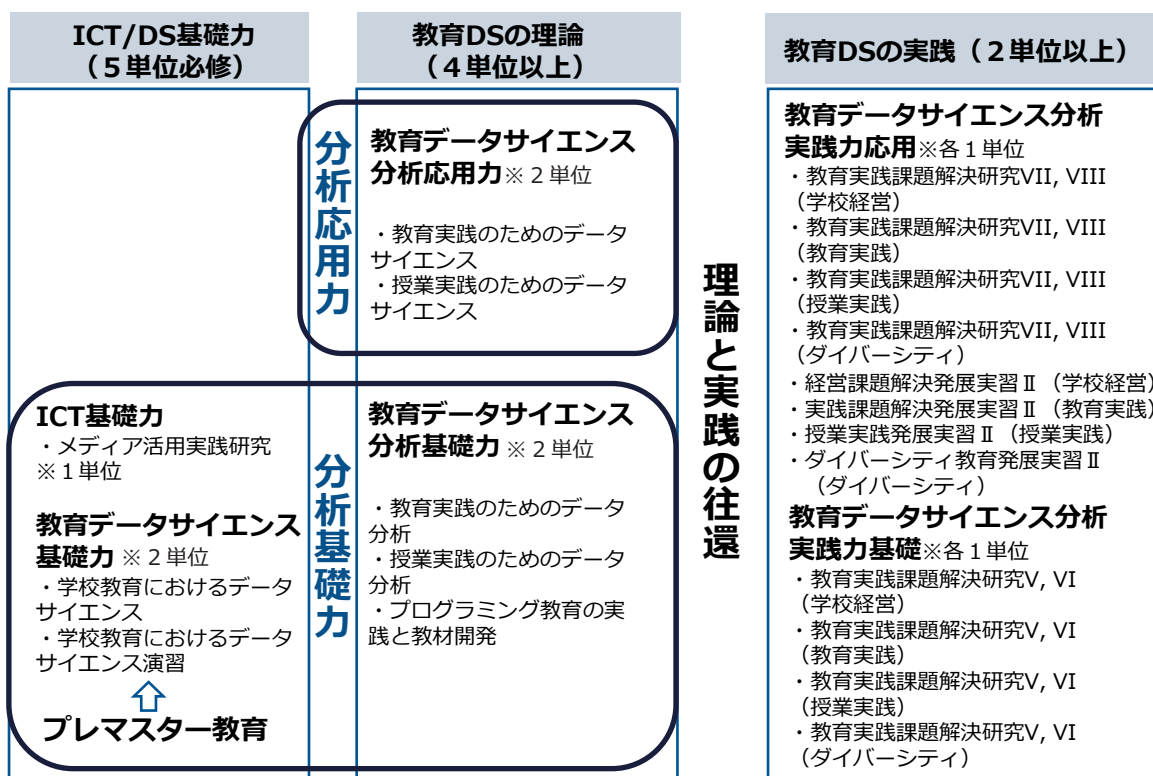 ICT/DS基礎力
（５単位必修）
教育DSの理論
（４単位以上）
教育DSの実践（２単位以上）
分析応用力
教育データサイエンス
分析応用力※２単位
・教育実践のためのデータ
サイエンス
・授業実践のためのデータ
サイエンス
ICT基礎力
・メディア活用実践研究
※１単位
教育データサイエンス
基礎力 ※２単位
・学校教育におけるデータ
サイエンス
・学校教育におけるデータ
サイエンス演習
プレマスター教育
分析基礎力
教育データサイエンス
分析基礎力 ※２単位
・教育実践のためのデータ
分析
・授業実践のためのデータ
分析
・プログラミング教育の実
践と教材開発
理論と実践の往還
教育データサイエンス分析
実践力応用※各１単位
・教育実践課題解決研究VII, VIII
（学校経営）
・教育実践課題解決研究VII, VIII
（教育実践）
・教育実践課題解決研究VII, VIII
（授業実践）
・教育実践課題解決研究VII, VIII
（ダイバーシティ）
・経営課題解決発展実習Ⅱ（学校経営）
・実践課題解決発展実習Ⅱ（教育実践）
・授業実践発展実習Ⅱ（授業実践）
・ダイバーシティ教育発展実習Ⅱ
（ダイバーシティ）
教育データサイエンス分析
実践力基礎※各１単位
・教育実践課題解決研究V, VI
（学校経営）
・教育実践課題解決研究V, VI
（教育実践）
・教育実践課題解決研究V, VI
（授業実践）
・教育実践課題解決研究V, VI
（ダイバーシティ）